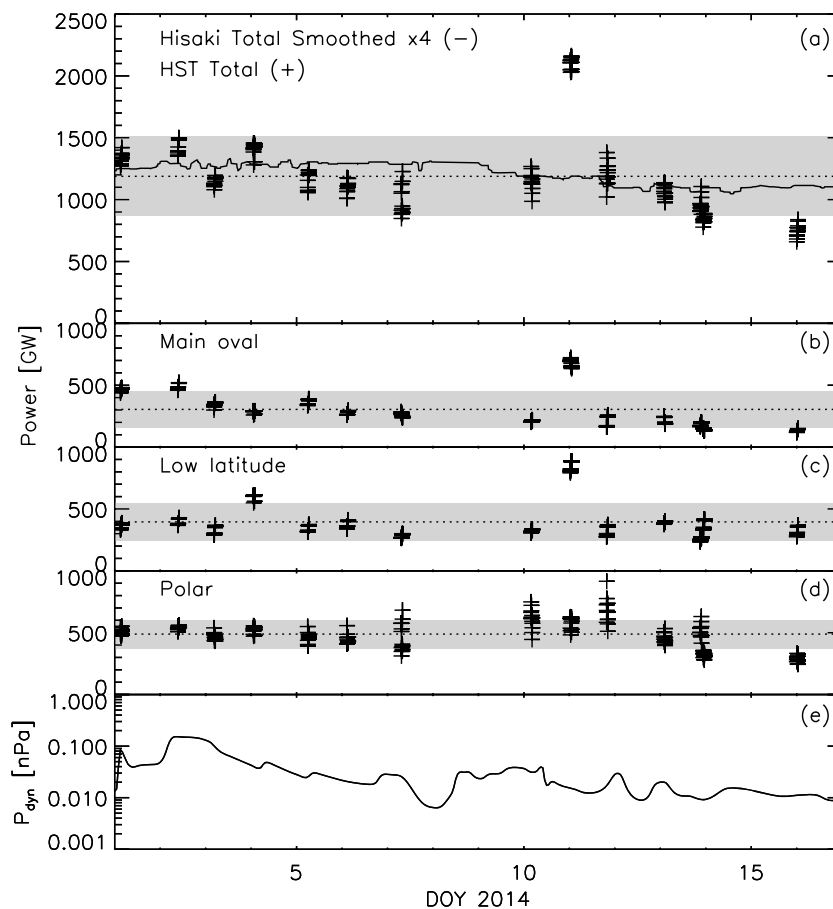 2500
2000
1500
1000
500
0
Hisaki Total Smoothed x4 (−)
HST Total (+)
(a)
Power [GW]
1000
500
0
Main oval
(b)
1000
500
0
Low latitude
(c)
1000
500
0
Polar
(d)
1.000
0.100
0.010
0.001
P_dyn [nPa]
(e)
5
10
15
DOY 2014